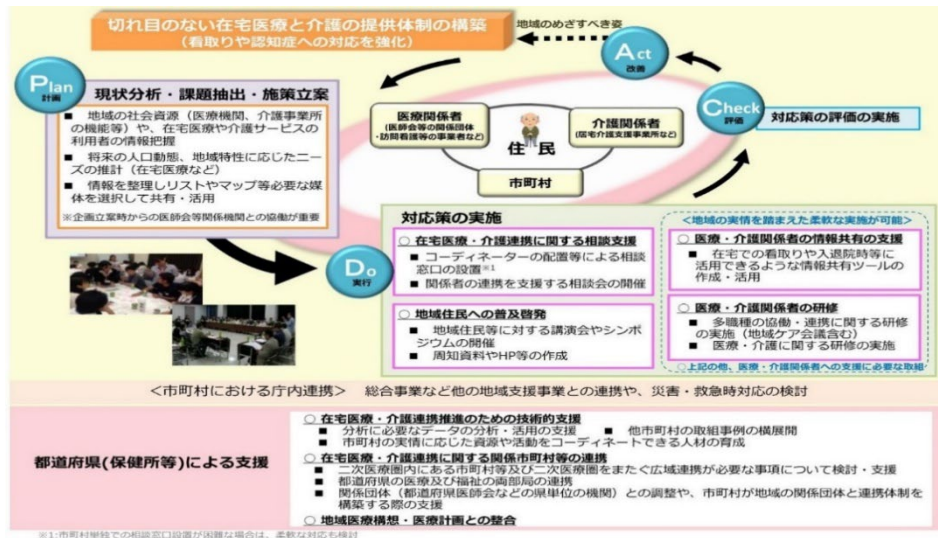 切れ目のない在宅医療と介護の提供体制の構築
(看取りや認知症への対応を強化)
地域のめざすべき姿
Act
改善
Plan
計画
現状分析・課題抽出・施策立案
■ 地域の社会資源（医療機関、介護事業所
の機能等）や、在宅医療や介護サービスの
利用者の情報把握
■ 将来の人口動態、地域特性に応じたニー
ズの推計（在宅医療など）
■ 情報を整理しリストやマップ等必要な媒
体を選択して共有・活用
※企画立案時からの医師会等関係機関との協働が重要
医療関係者
(医師会等の関係団体
・訪問看護等の事業者など)
介護関係者
(居宅介護支援事業所など)
住民
市町村
Check
評価
対応策の評価の実施
Do
実行
対応策の実施
○ 在宅医療・介護連携に関する相談支援
■ コーディネーターの配置等による相談
窓口の設置※1
■ 関係者の連携を支援する相談会の開催
○ 地域住民への普及啓発
■ 地域住民等に対する講演会やシンポ
ジウムの開催
■ 周知資料やHP等の作成
<地域の実情を踏まえた柔軟な実施が可能>
○ 医療・介護関係者の情報共有の支援
■ 在宅での看取りや入退院時等に
活用できるような情報共有ツールの
作成・活用
○ 医療・介護関係者の研修
■ 多職種の協働・連携に関する研修
の実施（地域ケア会議含む）
■ 医療・介護に関する研修の実施
○上記の他、医療・介護関係者への支援に必要な取組
<市町村における庁内連携> 総合事業など他の地域支援事業との連携や、災害・救急時対応の検討
都道府県(保健所等)による支援
○ 在宅医療・介護連携推進のための技術的支援
■ 分析に必要なデータの分析・活用の支援 ■ 他市町村の取組事例の横展開
■ 市町村の実情に応じた資源や活動をコーディネートできる人材の育成
○ 在宅医療・介護連携に関する関係市町村等の連携
■ 二次医療圏内にある市町村等及び二次医療圏をまたぐ広域連携が必要な事項について検討・支援
■ 都道府県の医療及び福祉の両部局の連携
■ 関係団体（都道府県医師会などの県単位の機関）との調整や、市町村が地域の関係団体と連携体制を
構築する際の支援
○ 地域医療構想・医療計画との整合
※1:市町村単独での相談窓口設置が困難な場合は、柔軟な対応も検討